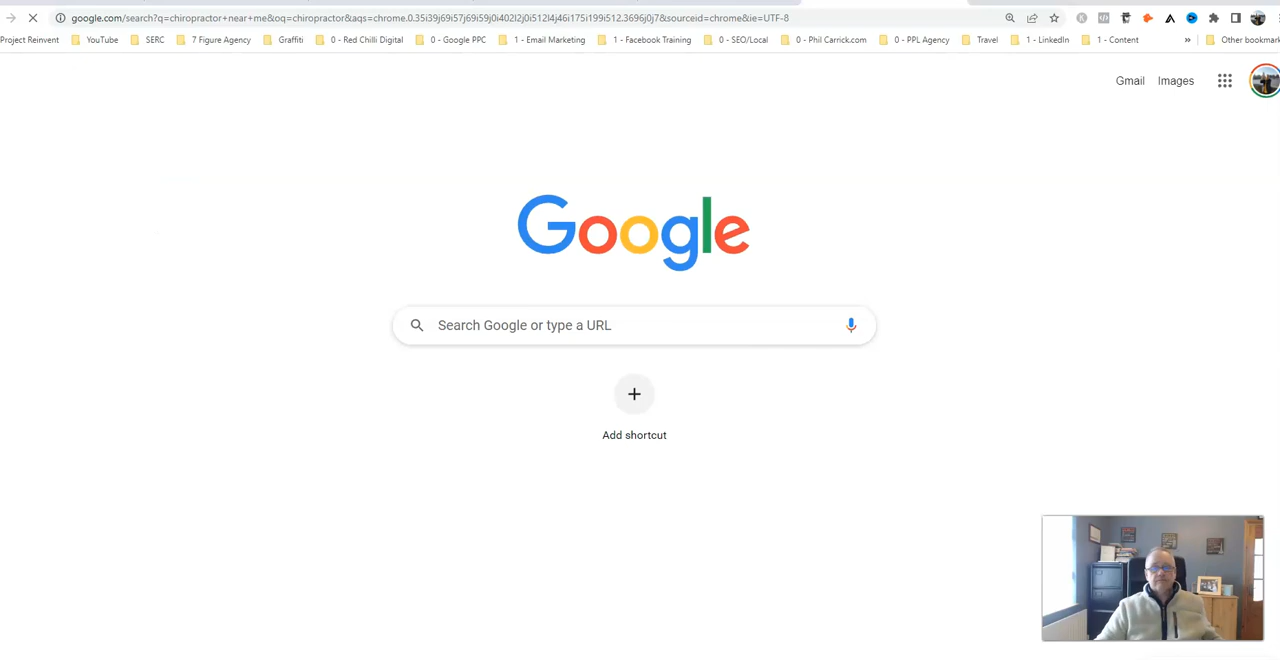 google.com/search?q=chiropractor+near+me&oq=chiropractor&aqs=chrome.0.35i39j69i57j69i59j0i402l2j0i512l4j46i175i199i512.3696j0j7&sourceid=chrome&ie=UTF-8
Project Reinvent YouTube SERC 7 Figure Agency Graffiti 0 - Red Chilli Digital 0 - Google PPC 1 - Email Marketing 1 - Facebook Training 0 - SEO/Local 0 - Phil Carrick.com 0 - PPL Agency Travel 1 - LinkedIn 1 - Content » Other bookmar
Gmail Images
Google
Search Google or type a URL
Add shortcut